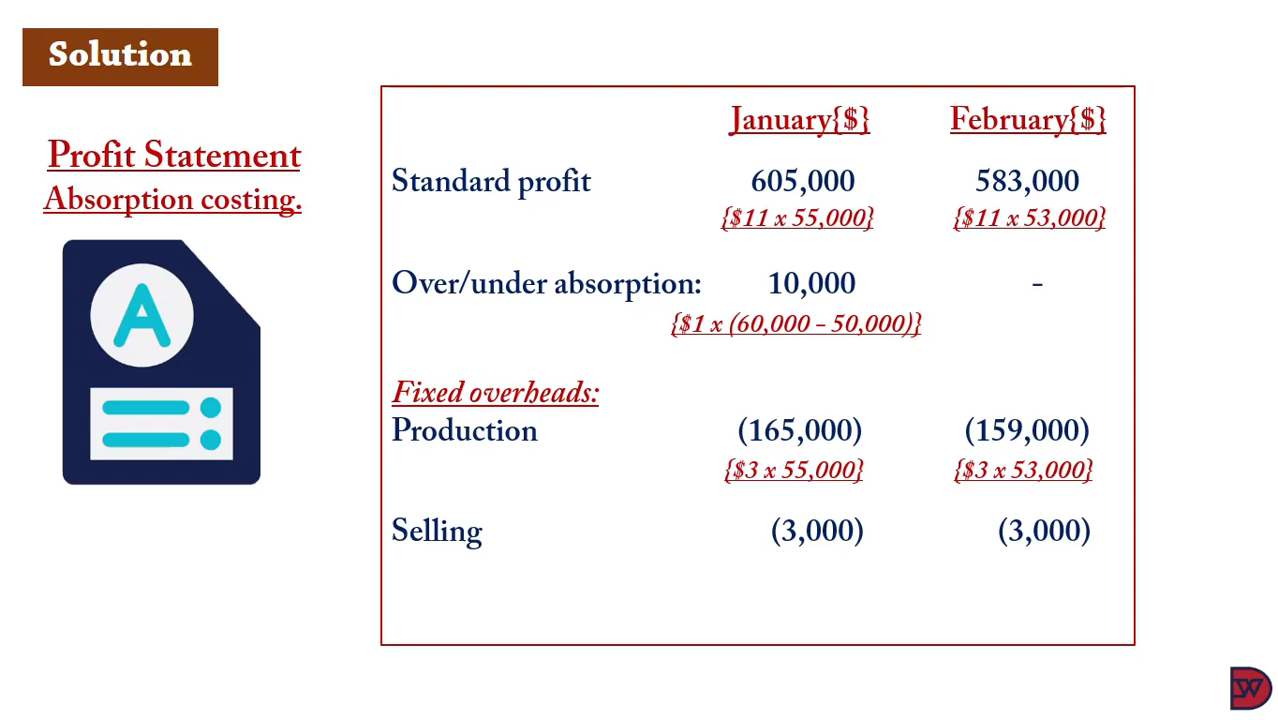 Solution
Profit Statement
Absorption costing.
January{$} February{$}
Standard profit 605,000 583,000
{$11 x 55,000} {$11 x 53,000}
Over/under absorption: 10,000 -
{$1 x (60,000 – 50,000)}
Fixed overheads:
Production (165,000) (159,000)
{$3 x 55,000} {$3 x 53,000}
Selling (3,000) (3,000)
A